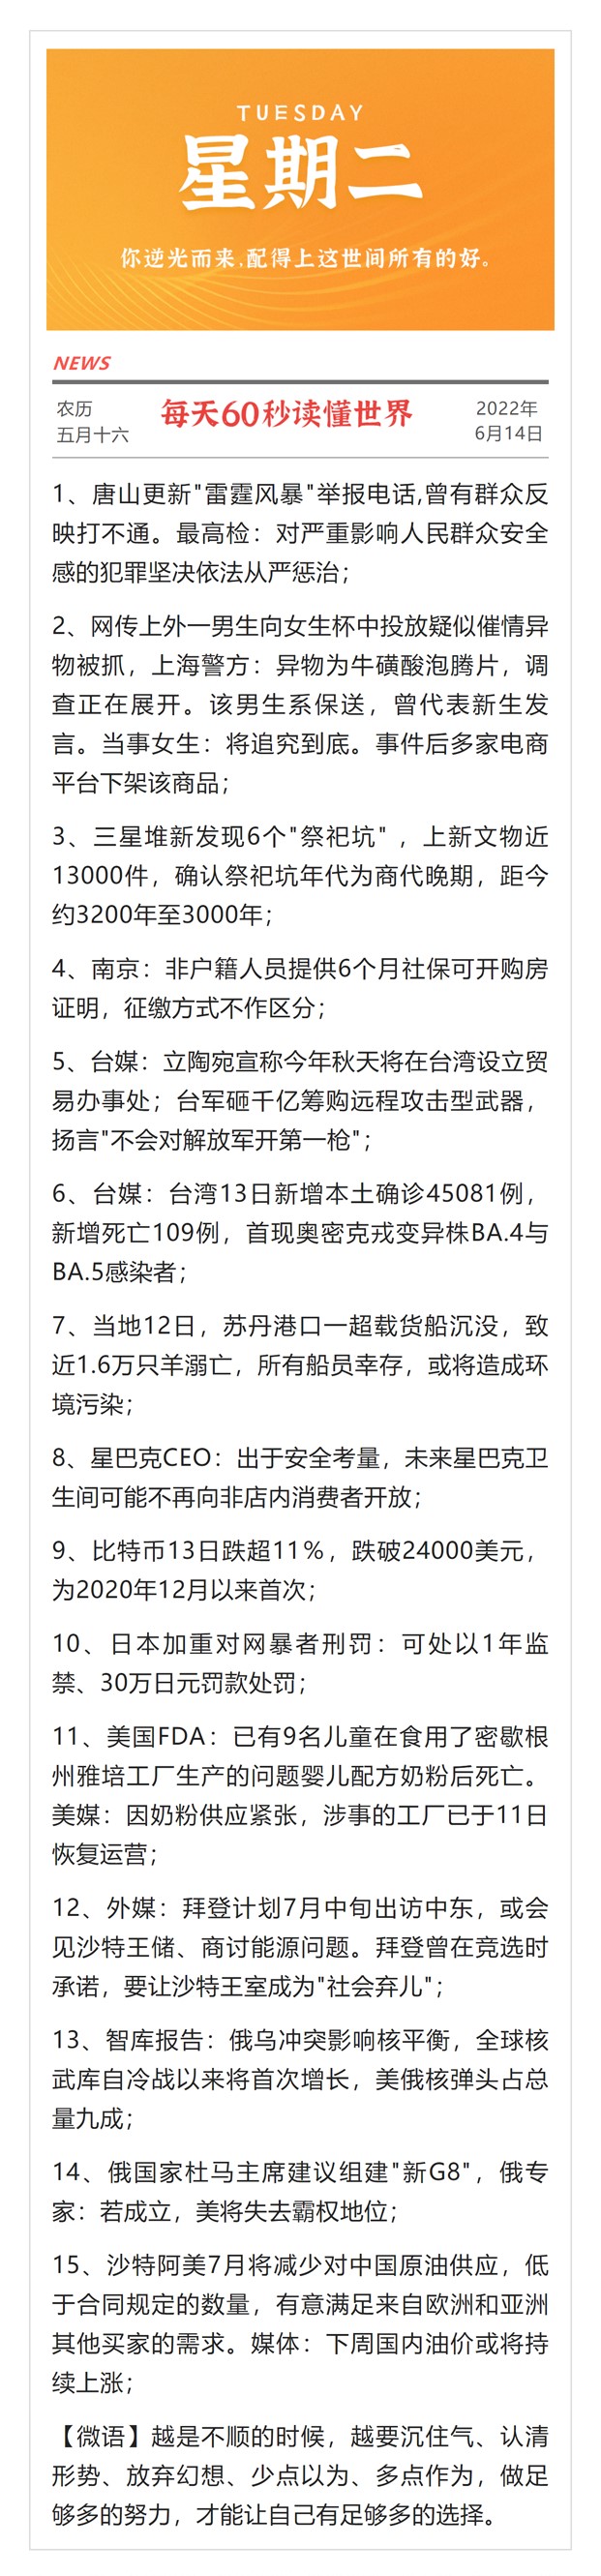 TUESDAY
星期二
你逆光而来,配得上这世间所有的好。
NEWS
农历
五月十六
每天60秒读懂世界
2022年
6月14日
1、唐山更新"雷霆风暴"举报电话,曾有群众反
映打不通。最高检：对严重影响人民群众安全
感的犯罪坚决依法从严惩治；
2、网传上外一男生向女生杯中投放疑似催情异
物被抓，上海警方：异物为牛磺酸泡腾片，调
查正在展开。该男生系保送，曾代表新生发
言。当事女生：将追究到底。事件后多家电商
平台下架该商品；
3、三星堆新发现6个"祭祀坑"，上新文物近
13000件，确认祭祀坑年代为商代晚期，距今
约3200年至3000年；
4、南京：非户籍人员提供6个月社保可开购房
证明，征缴方式不作区分；
5、台媒：立陶宛宣称今年秋天将在台湾设立贸
易办事处；台军砸千亿筹购远程攻击型武器，
扬言"不会对解放军开第一枪"；
6、台媒：台湾13日新增本土确诊45081例，
新增死亡109例，首现奥密克戎变异株BA.4与
BA.5感染者；
7、当地12日，苏丹港口一超载货船沉没，致
近1.6万只羊溺亡，所有船员幸存，或将造成环
境污染；
8、星巴克CEO：出于安全考量，未来星巴克卫
生间可能不再向非店内消费者开放；
9、比特币13日跌超11%，跌破24000美元，
为2020年12月以来首次；
10、日本加重对网暴者刑罚：可处以1年监
禁、30万日元罚款处罚；
11、美国FDA：已有9名儿童在食用了密歇根
州雅培工厂生产的问题婴儿配方奶粉后死亡。
美媒：因奶粉供应紧张，涉事的工厂已于11日
恢复运营；
12、外媒：拜登计划7月中旬出访中东，或会
见沙特王储、商讨能源问题。拜登曾在竞选时
承诺，要让沙特王室成为"社会弃儿"；
13、智库报告：俄乌冲突影响核平衡，全球核
武库自冷战以来将首次增长，美俄核弹头占总
量九成；
14、俄国家杜马主席建议组建"新G8"，俄专
家：若成立，美将失去霸权地位；
15、沙特阿美7月将减少对中国原油供应，低
于合同规定的数量，有意满足来自欧洲和亚洲
其他买家的需求。媒体：下周国内油价或将持
续上涨；
【微语】越是不顺的时候，越要沉住气、认清
形势、放弃幻想、少点以为、多点作为，做足
够多的努力，才能让自己有足够多的选择。